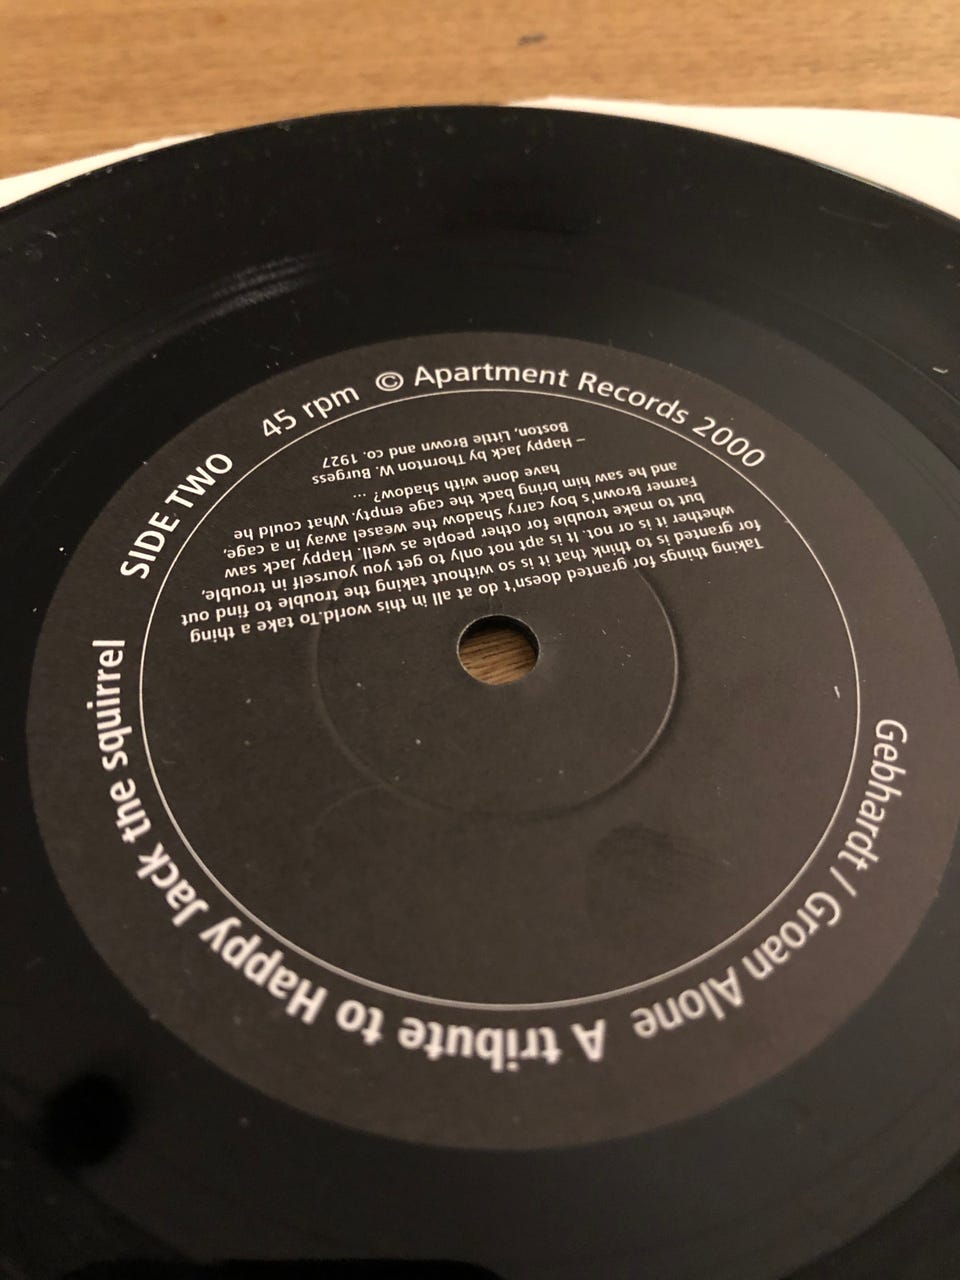 Gebhardt / Groan Alone A tribute to Happy Jack the squirrel
SIDE TWO 45 rpm © Apartment Records 2000
Taking things for granted doesn't do at all in this world.To take a thing
for granted is to think that it is so without taking the trouble to find out
whether it is or not. It is apt not only to get you yourself in trouble,
but to make trouble for other people as well. Happy Jack saw
Farmer Brown's boy carry Shadow the weasel away in a cage,
and he saw him bring back the cage empty. What could he
have done with shadow? ...
– Happy Jack by Thornton W. Burgess
Boston, Little Brown and co. 1927